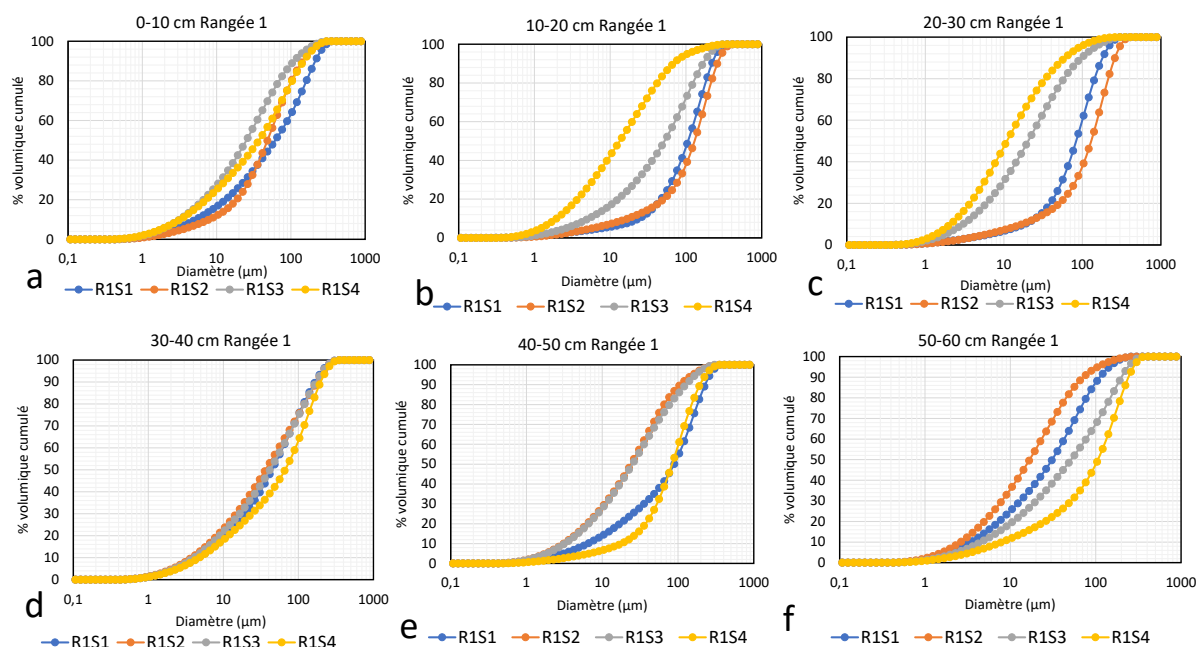 0-10 cm Rangée 1
% volumique cumulé
100
80
60
40
20
0
0,1 1 10 100 1000
Diamètre (µm)
a
R1S1 R1S2 R1S3 R1S4
10-20 cm Rangée 1
% volumique cumulé
100
80
60
40
20
0
0,1 1 10 100 1000
Diamètre (µm)
b
R1S1 R1S2 R1S3 R1S4
20-30 cm Rangée 1
% volumique cumulé
100
80
60
40
20
0
0,1 1 10 100 1000
Diamètre (µm)
c
R1S1 R1S2 R1S3 R1S4
30-40 cm Rangée 1
% volumique cumulé
100
90
80
70
60
50
40
30
20
10
0
0,1 1 10 100 1000
Diamètre (µm)
d
R1S1 R1S2 R1S3 R1S4
40-50 cm Rangée 1
% volumique cumulé
100
90
80
70
60
50
40
30
20
10
0
0,1 1 10 100 1000
Diamètre (µm)
e
R1S1 R1S2 R1S3 R1S4
50-60 cm Rangée 1
% volumique cumulé
100
90
80
70
60
50
40
30
20
10
0
0,1 1 10 100 1000
Diamètre (µm)
f
R1S1 R1S2 R1S3 R1S4